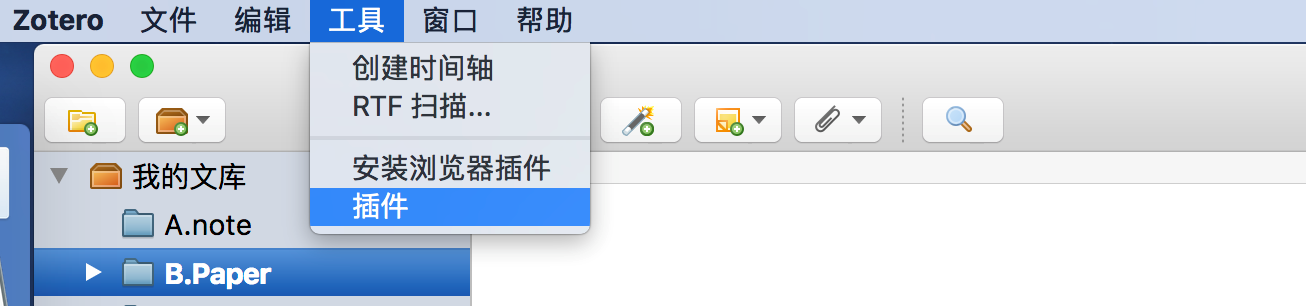 Zotero 文件 编辑 工具 窗口 帮助
创建时间轴
RTF 扫描...
安装浏览器插件
插件
我的文库
A.note
B.Paper